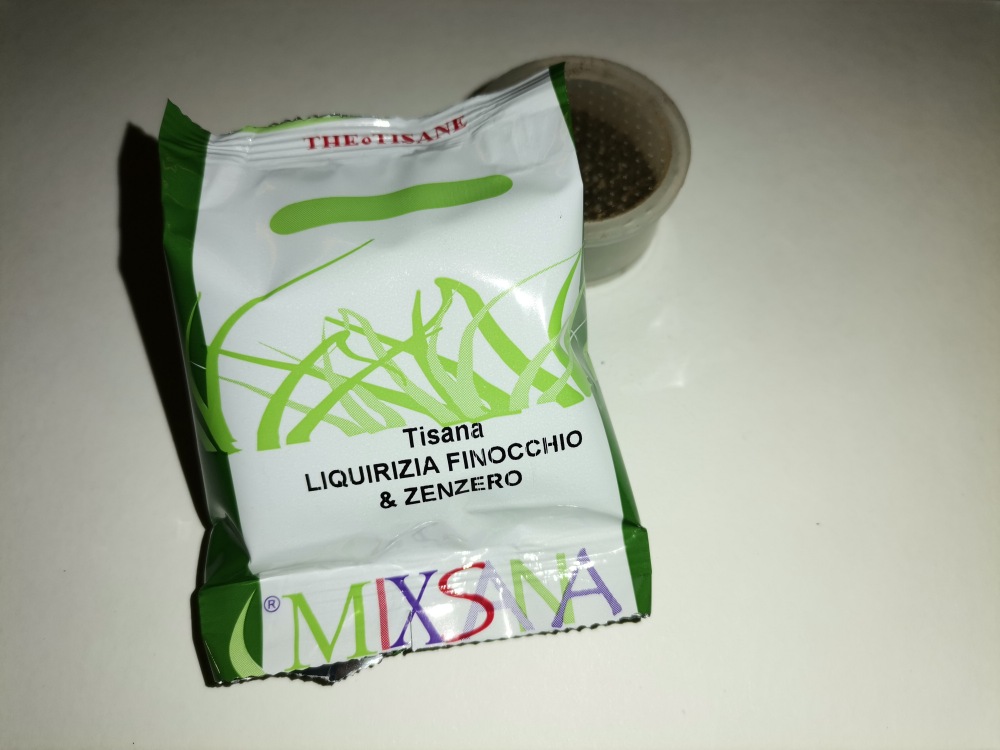 THE e TISANE
Tisana
LIQUIRIZIA FINOCCHIO
& ZENZERO
® MIXSANA